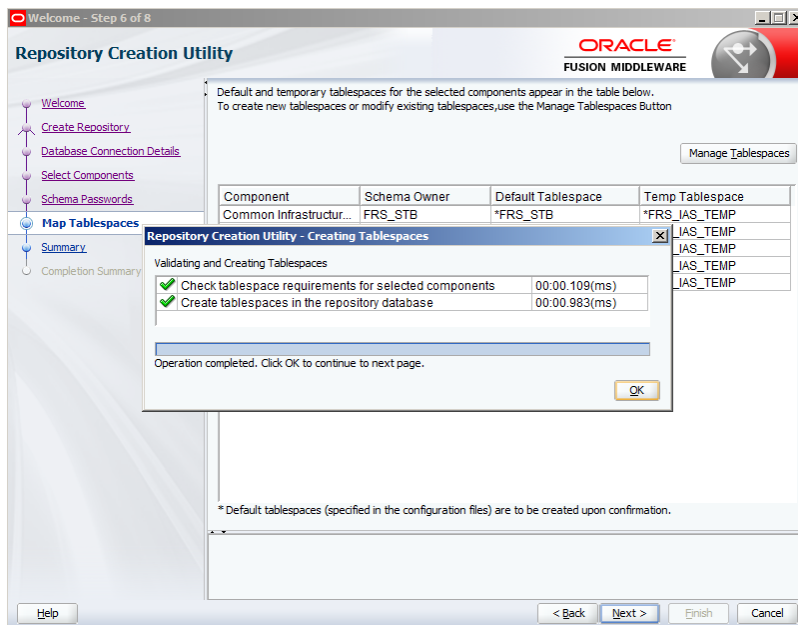 Welcome - Step 6 of 8
Repository Creation Utility
ORACLE
FUSION MIDDLEWARE
Welcome
Create Repository
Database Connection Details
Select Components
Schema Passwords
Map Tablespaces
Summary
Completion Summary
Default and temporary tablespaces for the selected components appear in the table below.
To create new tablespaces or modify existing tablespaces,use the Manage Tablespaces Button
Manage Tablespaces
Component Schema Owner Default Tablespace Temp Tablespace
Common Infrastructur... FRS_STB *FRS_STB *FRS_IAS_TEMP
_IAS_TEMP
_IAS_TEMP
_IAS_TEMP
_IAS_TEMP
Repository Creation Utility - Creating Tablespaces
Validating and Creating Tablespaces
Check tablespace requirements for selected components 00:00.109(ms)
Create tablespaces in the repository database 00:00.983(ms)
Operation completed. Click OK to continue to next page.
OK
* Default tablespaces (specified in the configuration files) are to be created upon confirmation.
Help
< Back
Next >
Finish
Cancel